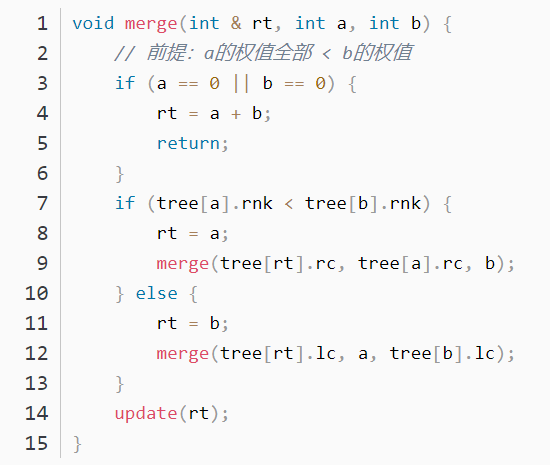 1 void merge(int & rt, int a, int b) {
2     // 前提：a的权值全部 < b的权值
3     if (a == 0 || b == 0) {
4         rt = a + b;
5         return;
6     }
7     if (tree[a].rnk < tree[b].rnk) {
8         rt = a;
9         merge(tree[rt].rc, tree[a].rc, b);
10     } else {
11         rt = b;
12         merge(tree[rt].lc, a, tree[b].lc);
13     }
14     update(rt);
15 }